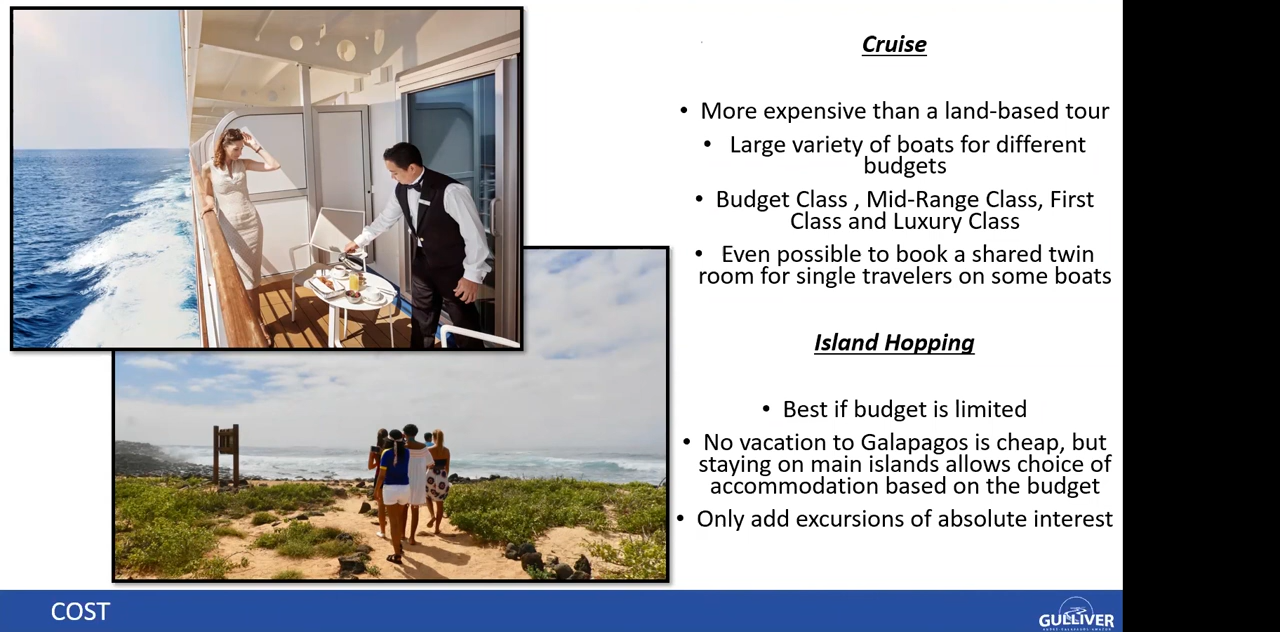 Cruise
• More expensive than a land-based tour
• Large variety of boats for different
budgets
• Budget Class , Mid-Range Class, First
Class and Luxury Class
• Even possible to book a shared twin
room for single travelers on some boats
Island Hopping
• Best if budget is limited
• No vacation to Galapagos is cheap, but
staying on main islands allows choice of
accommodation based on the budget
• Only add excursions of absolute interest
COST
GULLIVER